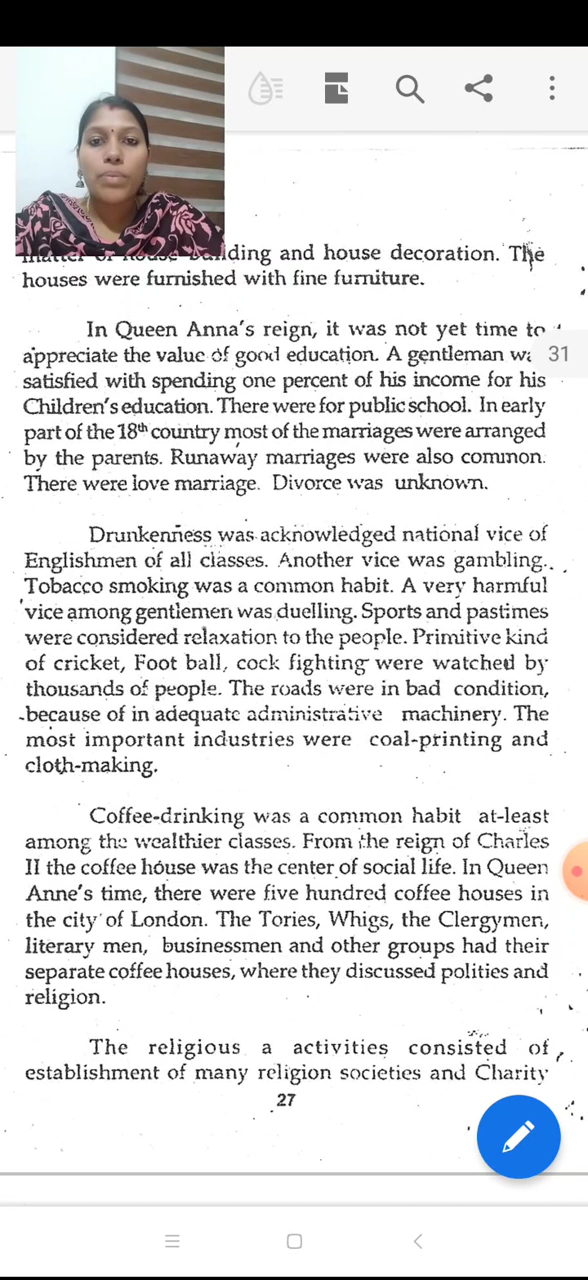 matter of house building and house decoration. The
houses were furnished with fine furniture.
In Queen Anna's reign, it was not yet time to
appreciate the value of good education. A gentleman wa
31
satisfied with spending one percent of his income for his
Children's education. There were for public school. In early
part of the 18th country most of the marriages were arranged
by the parents. Runaway marriages were also common.
There were love marriage. Divorce was unknown.
Drunkenness was acknowledged national vice of
Englishmen of all classes. Another vice was gambling.
Tobacco smoking was a common habit. A very harmful
vice among gentlemen was duelling. Sports and pastimes
were considered relaxation to the people. Primitive kind
of cricket, Foot ball, cock fighting were watched by
thousands of people. The roads were in bad condition,
because of in adequate administrative machinery. The
most important industries were coal-printing and
cloth-making.
Coffee-drinking was a common habit at-least
among the wealthier classes. From the reign of Charles
II the coffee house was the center of social life. In Queen
Anne's time, there were five hundred coffee houses in
the city of London. The Tories, Whigs, the Clergymen,
literary men, businessmen and other groups had their
separate coffee houses, where they discussed polities and
religion.
The religious a activities consisted of
establishment of many religion societies and Charity
27